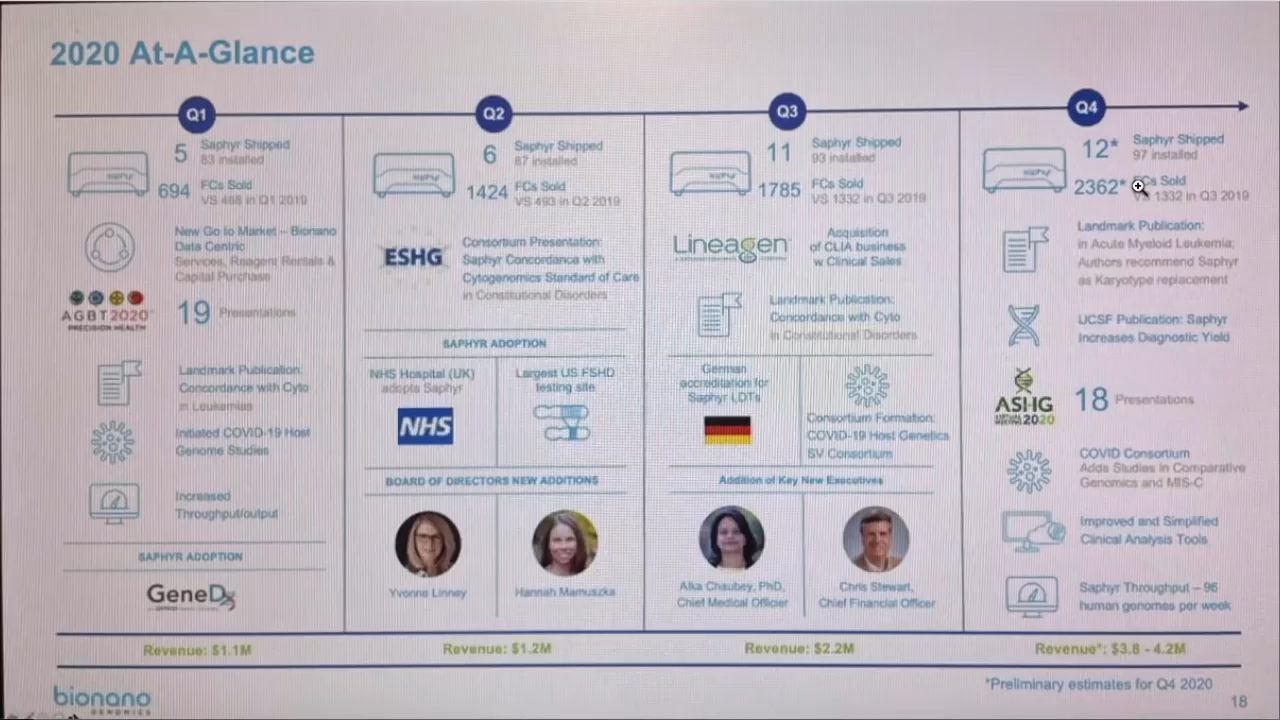 2020 At-A-Glance
Q1
5
Saphyr Shipped
83 installed
694
FCs Sold
VS 468 in Q1 2019
New Go to Market – Bionano
Data Centric
Services, Reagent Rentals &
Capital Purchase
AGBT2020
PRECISION HEALTH
19 Presentations
Landmark Publication:
Concordance with Cyto
in Leukemias
Initiated COVID-19 Host
Genome Studies
Increased
Throughput/output
SAPHYR ADOPTION
GeneDx
Revenue: $1.1M
Q2
6
Saphyr Shipped
87 installed
1424
FCs Sold
VS 493 in Q2 2019
ESHG
Consortium Presentation:
Saphyr Concordance with
Cytogenomics Standard of Care
in Constitutional Disorders
SAPHYR ADOPTION
NHS Hospital (UK)
adopts Saphyr
NHS
Largest US FSHD
testing site
BOARD OF DIRECTORS NEW ADDITIONS
Yvonne Linney
Hannah Mamuszka
Revenue: $1.2M
Q3
11
Saphyr Shipped
93 installed
1785
FCs Sold
VS 1332 in Q3 2019
Lineagen
Acquisition
of CLIA business
w Clinical Sales
Landmark Publication:
Concordance with Cyto
in Constitutional Disorders
German
accreditation for
Saphyr LDTs
Consortium Formation:
COVID-19 Host Genetics
SV Consortium
Addition of Key New Executives
Alka Chaubey, PhD,
Chief Medical Officer
Chris Stewart,
Chief Financial Officer
Revenue: $2.2M
Q4
12*
Saphyr Shipped
97 installed
2362*
FCs Sold
VS 1332 in Q3 2019
Landmark Publication:
in Acute Myeloid Leukemia;
Authors recommend Saphyr
as Karyotype replacement
UCSF Publication: Saphyr
Increases Diagnostic Yield
ASHG
VIRTUAL MEETING 2020
18 Presentations
COVID Consortium
Adds Studies in Comparative
Genomics and MIS-C
Improved and Simplified
Clinical Analysis Tools
Saphyr Throughput – 96
human genomes per week
Revenue*: $3.8 - 4.2M
*Preliminary estimates for Q4 2020
bionano
GENOMICS
18